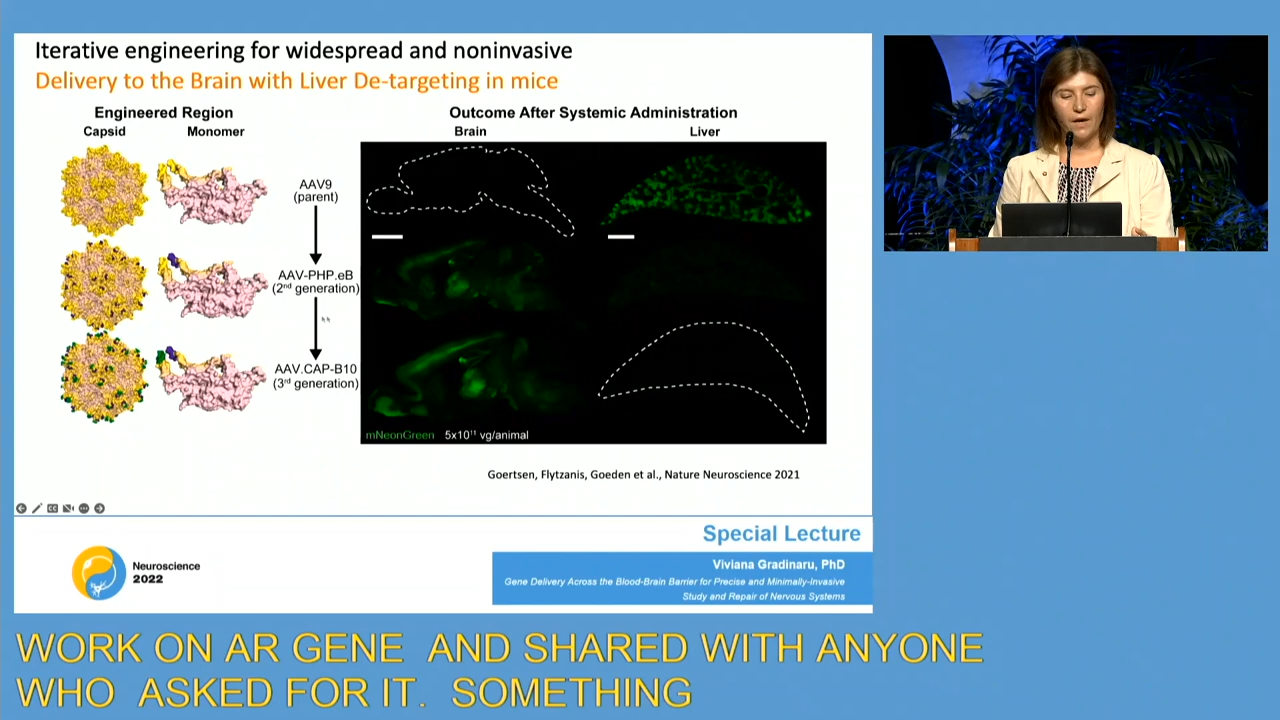 Iterative engineering for widespread and noninvasive
Delivery to the Brain with Liver De-targeting in mice
Engineered Region
Capsid Monomer
Outcome After Systemic Administration
Brain Liver
AAV9
(parent)
AAV-PHP.eB
(2nd generation)
AAV.CAP-B10
(3rd generation)
mNeonGreen 5x10¹¹ vg/animal
Goertsen, Flytzanis, Goeden et al., Nature Neuroscience 2021
Special Lecture
Neuroscience
2022
Viviana Gradinaru, PhD
Gene Delivery Across the Blood-Brain Barrier for Precise and Minimally-Invasive
Study and Repair of Nervous Systems
WORK ON AR GENE AND SHARED WITH ANYONE
WHO ASKED FOR IT. SOMETHING